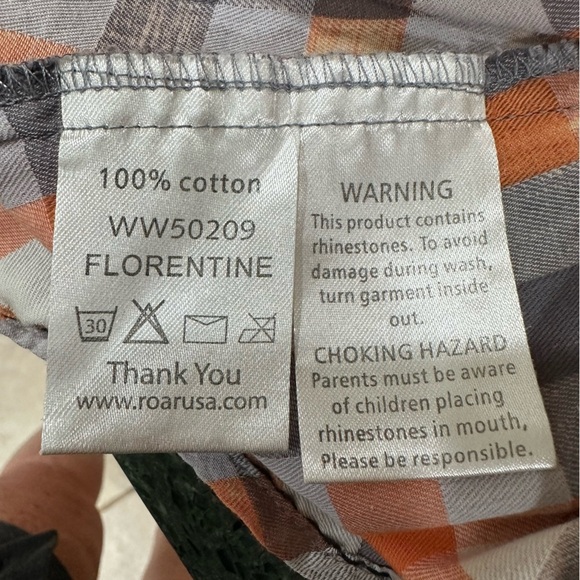 100% cotton
WW50209
FLORENTINE
30
Thank You
www.roarusa.com
WARNING
This product contains
rhinestones. To avoid
damage during wash,
turn garment inside
out.
CHOKING HAZARD
Parents must be aware
of children placing
rhinestones in mouth,
Please be responsible.